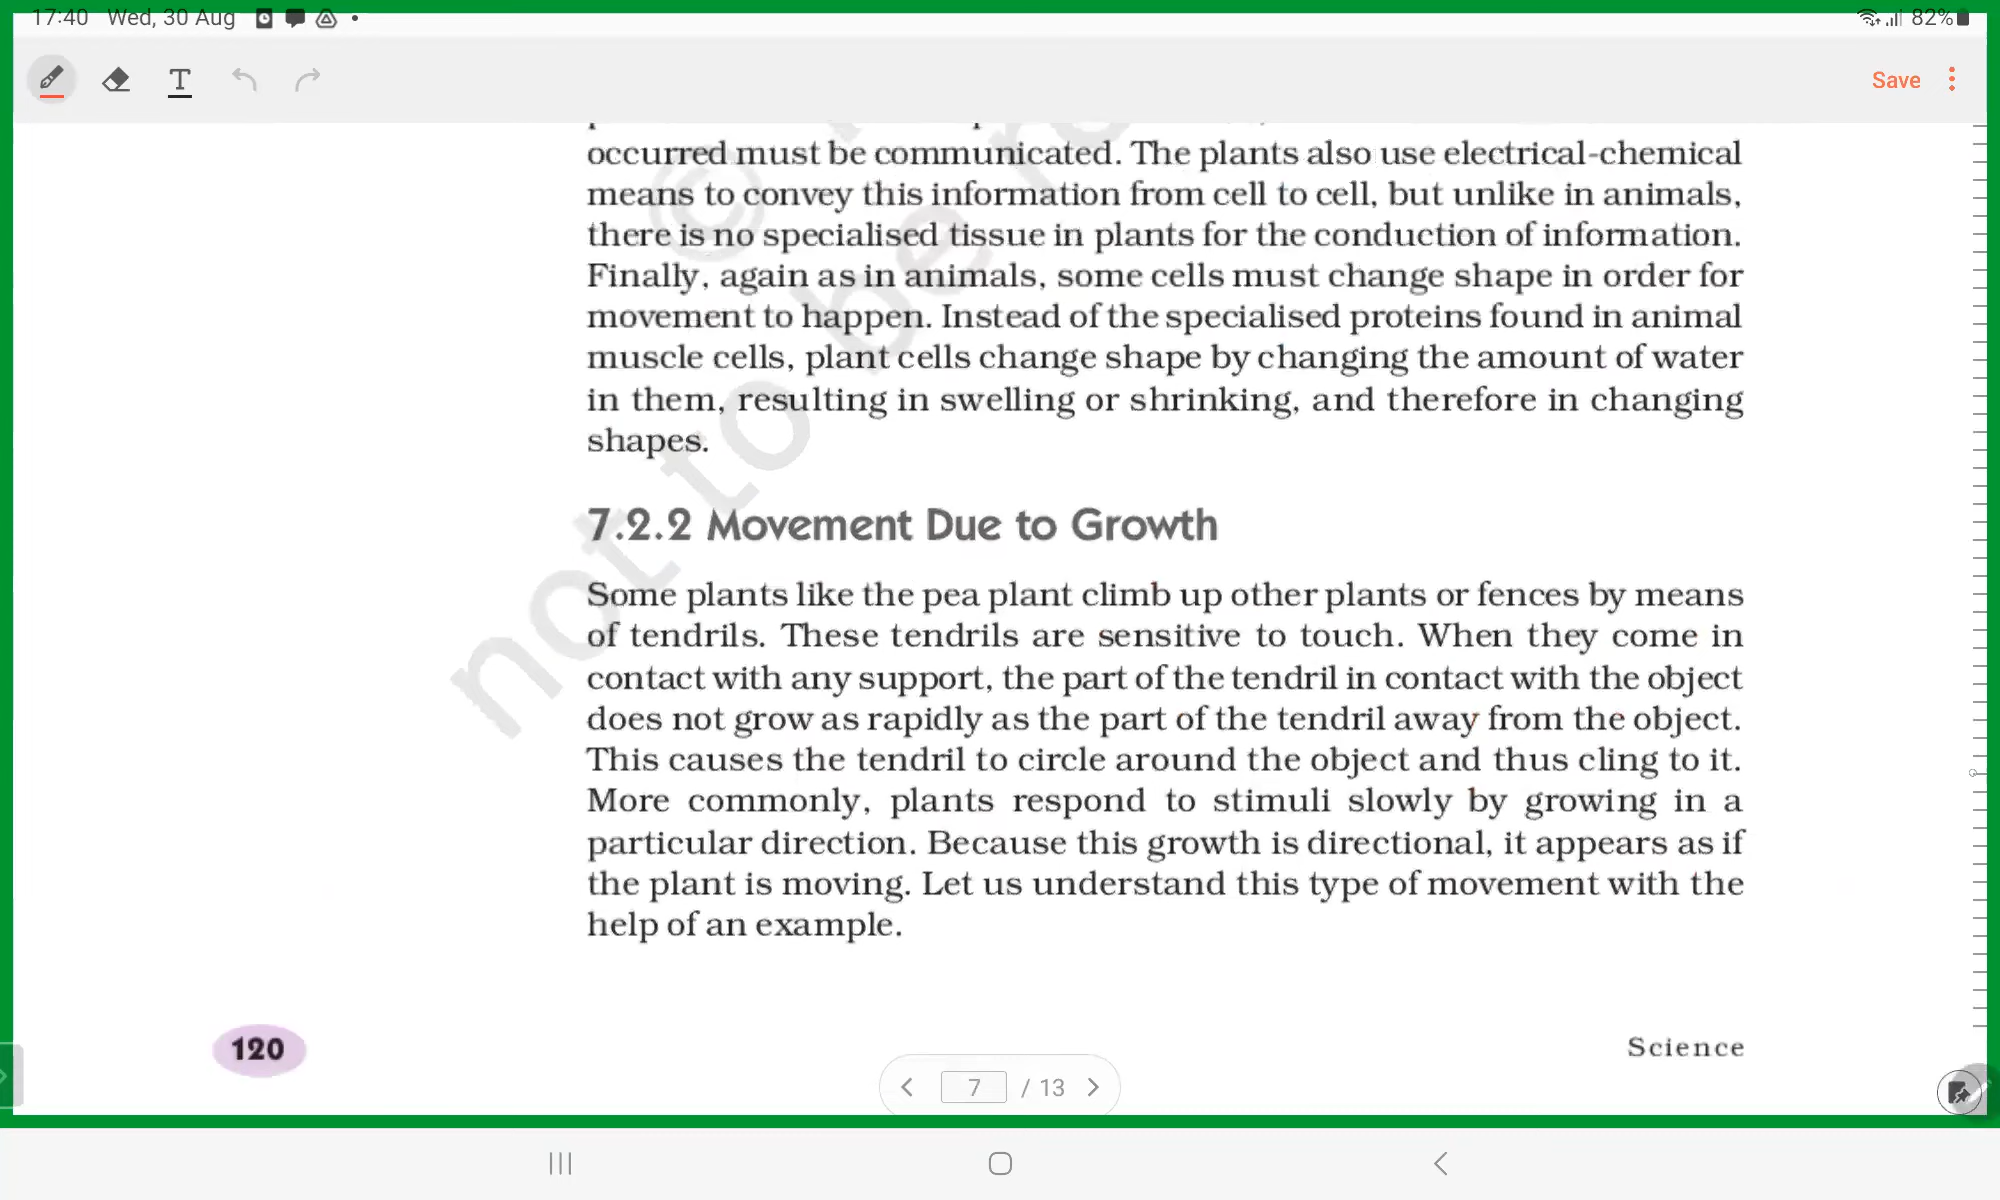 17:40 Wed, 30 Aug
82%
T
Save
occurred must be communicated. The plants also use electrical-chemical
means to convey this information from cell to cell, but unlike in animals,
there is no specialised tissue in plants for the conduction of information.
Finally, again as in animals, some cells must change shape in order for
movement to happen. Instead of the specialised proteins found in animal
muscle cells, plant cells change shape by changing the amount of water
in them, resulting in swelling or shrinking, and therefore in changing
shapes.
7.2.2 Movement Due to Growth
Some plants like the pea plant climb up other plants or fences by means
of tendrils. These tendrils are sensitive to touch. When they come in
contact with any support, the part of the tendril in contact with the object
does not grow as rapidly as the part of the tendril away from the object.
This causes the tendril to circle around the object and thus cling to it.
More commonly, plants respond to stimuli slowly by growing in a
particular direction. Because this growth is directional, it appears as if
the plant is moving. Let us understand this type of movement with the
help of an example.
© not to be
120
Science
7 / 13